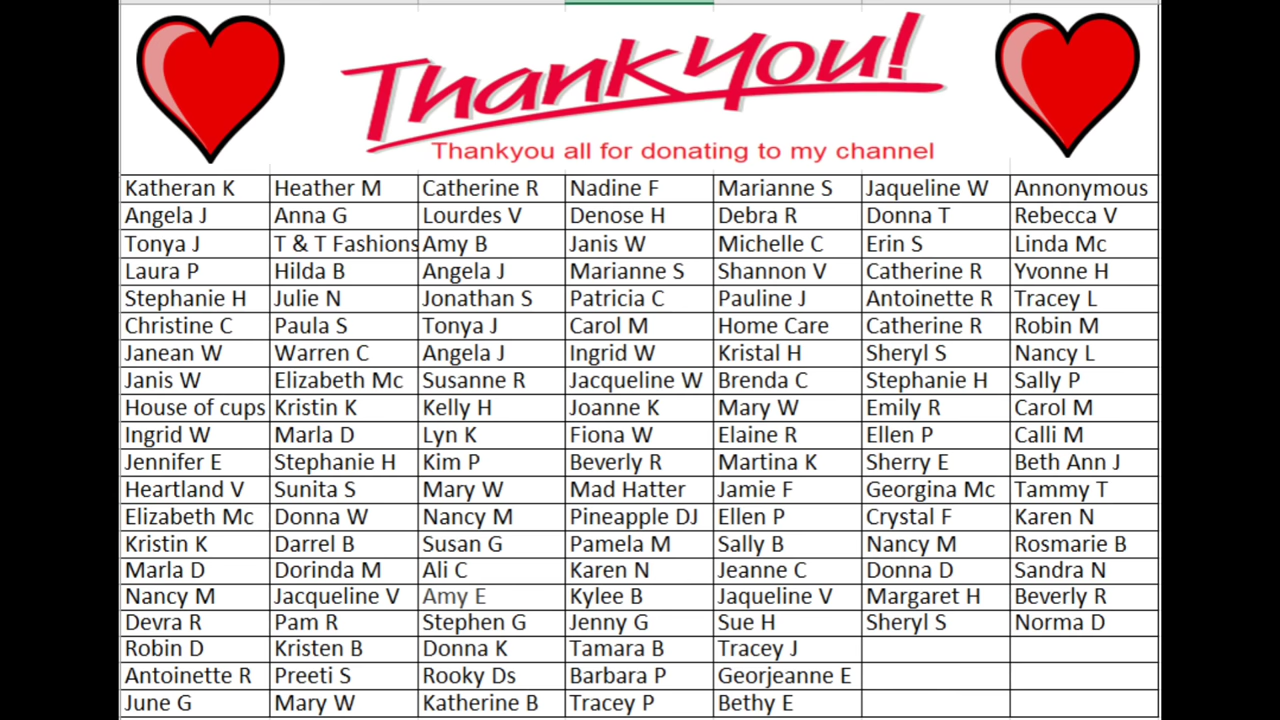 Thank You!
Thankyou all for donating to my channel
Katheran K Heather M Catherine R Nadine F Marianne S Jaqueline W Annonymous
Angela J Anna G Lourdes V Denose H Debra R Donna T Rebecca V
Tonya J T & T Fashions Amy B Janis W Michelle C Erin S Linda Mc
Laura P Hilda B Angela J Marianne S Shannon V Catherine R Yvonne H
Stephanie H Julie N Jonathan S Patricia C Pauline J Antoinette R Tracey L
Christine C Paula S Tonya J Carol M Home Care Catherine R Robin M
Janean W Warren C Angela J Ingrid W Kristal H Sheryl S Nancy L
Janis W Elizabeth Mc Susanne R Jacqueline W Brenda C Stephanie H Sally P
House of cups Kristin K Kelly H Joanne K Mary W Emily R Carol M
Ingrid W Marla D Lyn K Fiona W Elaine R Ellen P Calli M
Jennifer E Stephanie H Kim P Beverly R Martina K Sherry E Beth Ann J
Heartland V Sunita S Mary W Mad Hatter Jamie F Georgina Mc Tammy T
Elizabeth Mc Donna W Nancy M Pineapple DJ Ellen P Crystal F Karen N
Kristin K Darrel B Susan G Pamela M Sally B Nancy M Rosmarie B
Marla D Dorinda M Ali C Karen N Jeanne C Donna D Sandra N
Nancy M Jacqueline V Amy E Kylee B Jaqueline V Margaret H Beverly R
Devra R Pam R Stephen G Jenny G Sue H Sheryl S Norma D
Robin D Kristen B Donna K Tamara B Tracey J
Antoinette R Preeti S Rooky Ds Barbara P Georjeanne E
June G Mary W Katherine B Tracey P Bethy E